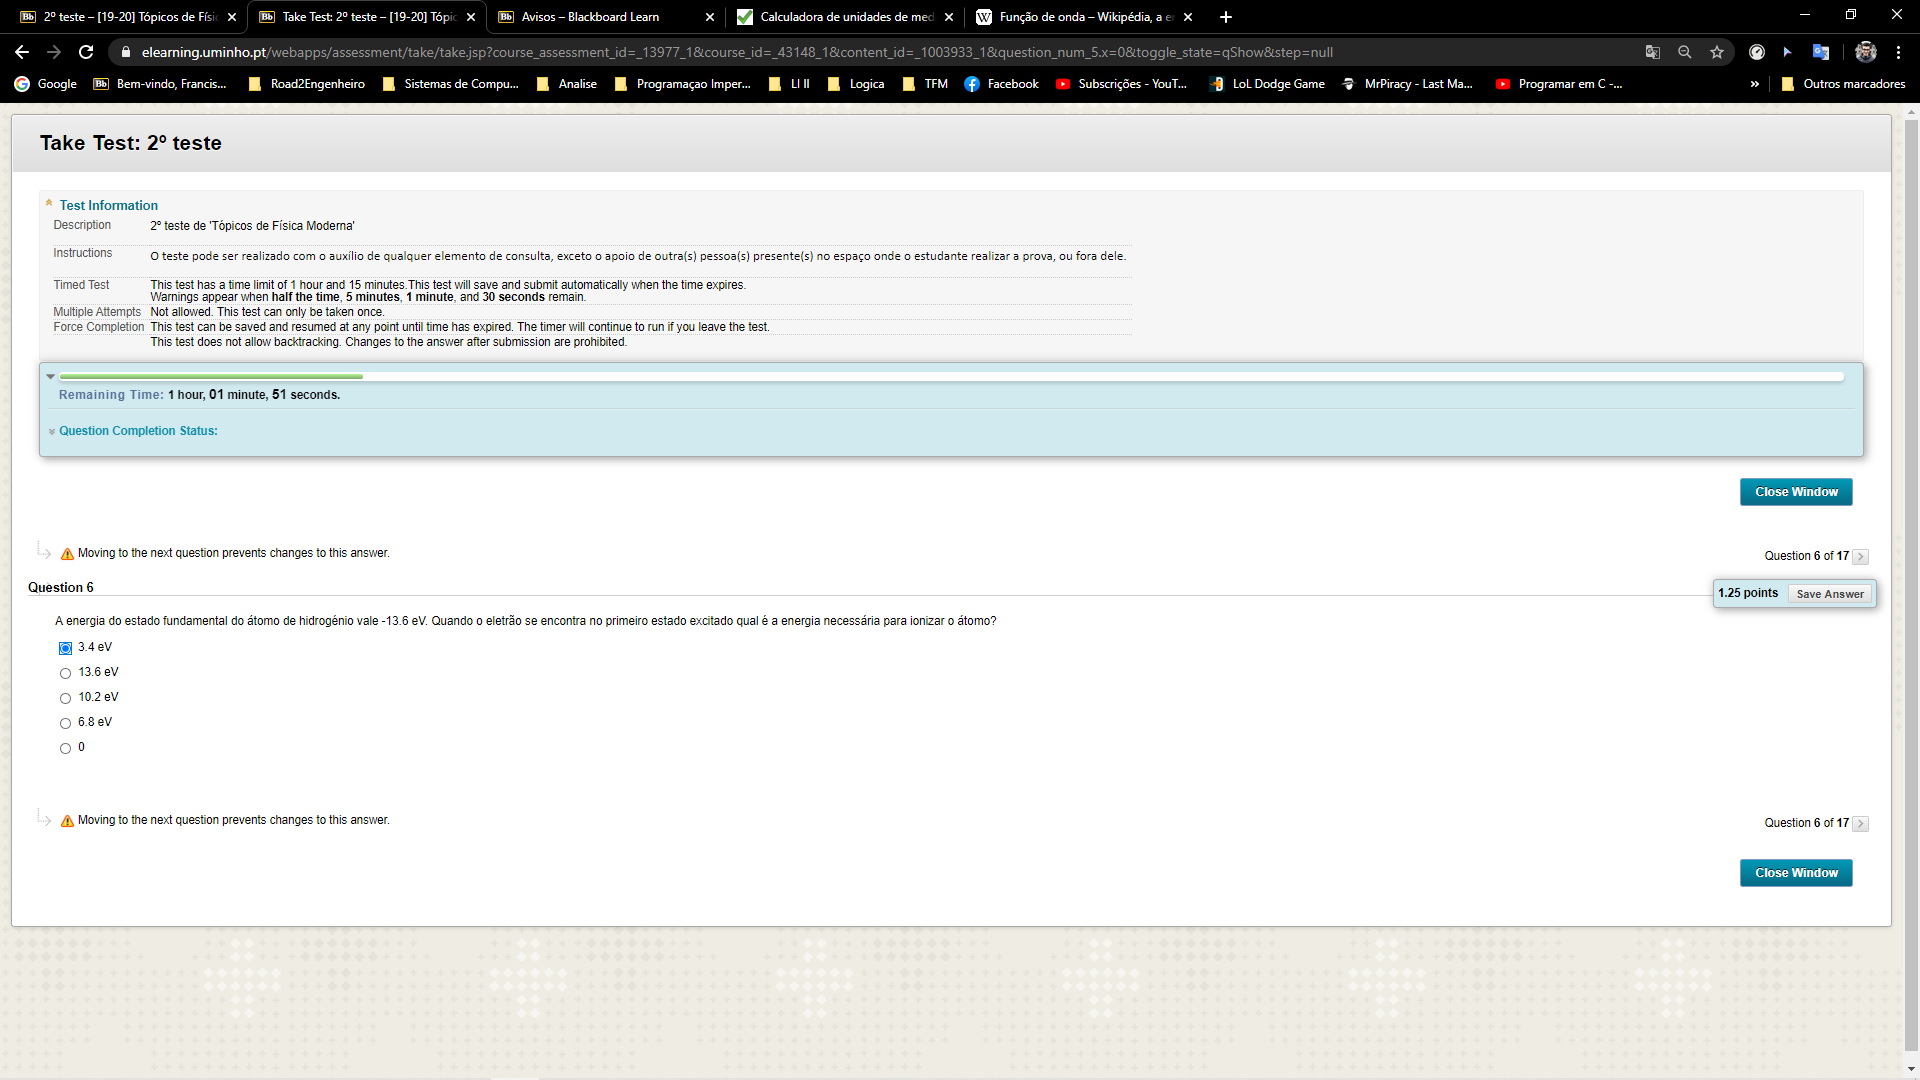 2º teste – [19-20] Tópicos de Físi
Take Test: 2º teste – [19-20] Tópic
Avisos – Blackboard Learn
Calculadora de unidades de med
Função de onda – Wikipédia, a e
elearning.uminho.pt/webapps/assessment/take/take.jsp?course_assessment_id=_13977_1&course_id=_43148_1&content_id=_1003933_1&question_num_5.x=0&toggle_state=qShow&step=null
Google
Bem-vindo, Francis...
Road2Engenheiro
Sistemas de Compu...
Analise
Programaçao Imper...
LI II
Logica
TFM
Facebook
Subscrições - YouT...
LoL Dodge Game
MrPiracy - Last Ma...
Programar em C -...
»
Outros marcadores
Take Test: 2º teste
Test Information
Description 2º teste de 'Tópicos de Física Moderna'
Instructions O teste pode ser realizado com o auxílio de qualquer elemento de consulta, exceto o apoio de outra(s) pessoa(s) presente(s) no espaço onde o estudante realizar a prova, ou fora dele.
Timed Test This test has a time limit of 1 hour and 15 minutes.This test will save and submit automatically when the time expires.
Warnings appear when half the time, 5 minutes, 1 minute, and 30 seconds remain.
Multiple Attempts Not allowed. This test can only be taken once.
Force Completion This test can be saved and resumed at any point until time has expired. The timer will continue to run if you leave the test.
This test does not allow backtracking. Changes to the answer after submission are prohibited.
Remaining Time: 1 hour, 01 minute, 51 seconds.
Question Completion Status:
Close Window
Moving to the next question prevents changes to this answer.
Question 6 of 17
Question 6
1.25 points Save Answer
A energia do estado fundamental do átomo de hidrogénio vale -13.6 eV. Quando o eletrão se encontra no primeiro estado excitado qual é a energia necessária para ionizar o átomo?
3.4 eV
13.6 eV
10.2 eV
6.8 eV
0
Moving to the next question prevents changes to this answer.
Question 6 of 17
Close Window